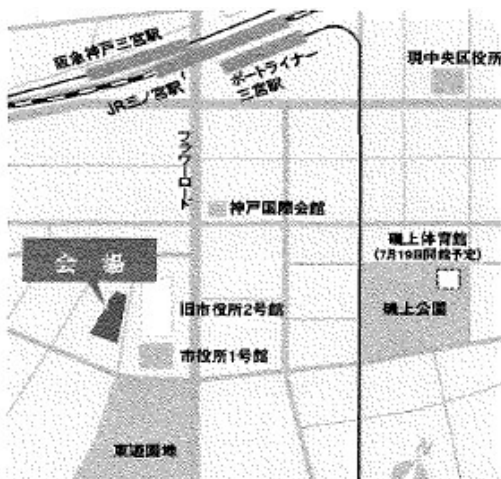 阪急神戸三宮駅
JR三ノ宮駅
ポートライナー
三宮駅
現中央区役所
フラワーロード
神戸国際会館
磯上体育館
(7月19日開館予定)
会場
旧市役所2号館
磯上公園
市役所1号館
東遊園地